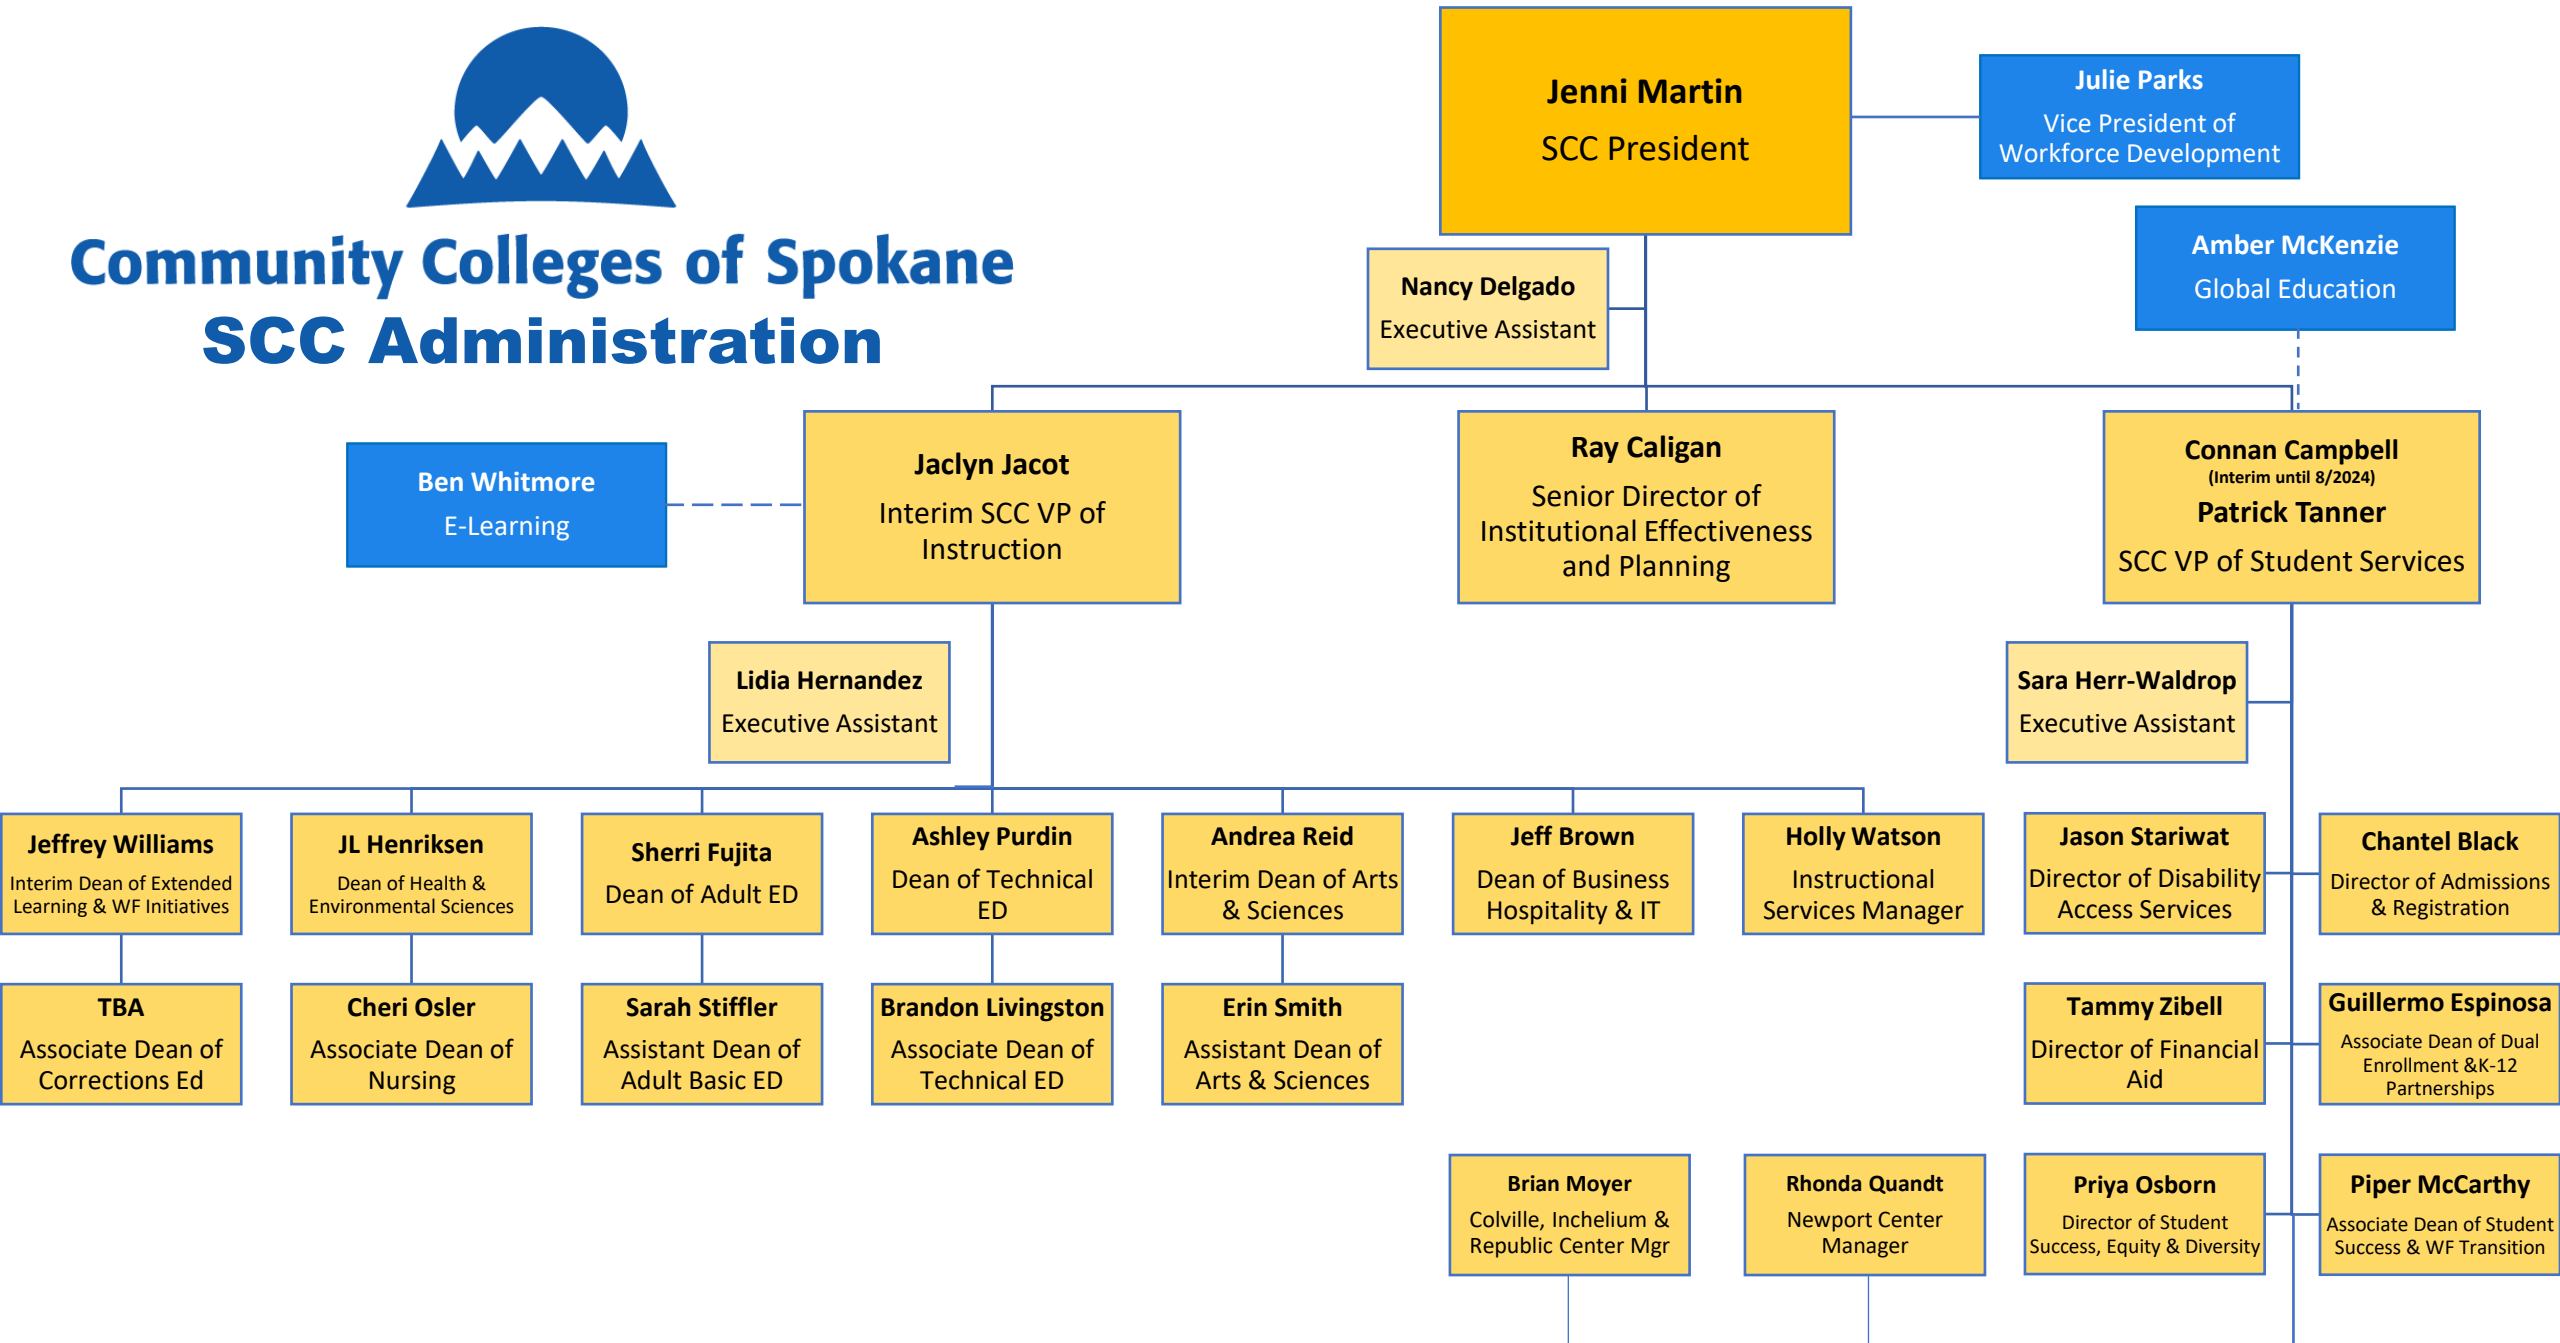 Community Colleges of Spokane
SCC Administration
Jenni Martin
SCC President
Julie Parks
Vice President of
Workforce Development
Amber McKenzie
Global Education
Nancy Delgado
Executive Assistant
Ben Whitmore
E-Learning
Jaclyn Jacot
Interim SCC VP of
Instruction
Ray Caligan
Senior Director of
Institutional Effectiveness
and Planning
Connan Campbell
(Interim until 8/2024)
Patrick Tanner
SCC VP of Student Services
Lidia Hernandez
Executive Assistant
Sara Herr-Waldrop
Executive Assistant
Jeffrey Williams
Interim Dean of Extended
Learning & WF Initiatives
JL Henriksen
Dean of Health &
Environmental Sciences
Sherri Fujita
Dean of Adult ED
Ashley Purdin
Dean of Technical
ED
Andrea Reid
Interim Dean of Arts
& Sciences
Jeff Brown
Dean of Business
Hospitality & IT
Holly Watson
Instructional
Services Manager
Jason Stariwat
Director of Disability
Access Services
Chantel Black
Director of Admissions
& Registration
TBA
Associate Dean of
Corrections Ed
Cheri Osler
Associate Dean of
Nursing
Sarah Stiffler
Assistant Dean of
Adult Basic ED
Brandon Livingston
Associate Dean of
Technical ED
Erin Smith
Assistant Dean of
Arts & Sciences
Tammy Zibell
Director of Financial
Aid
Guillermo Espinosa
Associate Dean of Dual
Enrollment &K-12
Partnerships
Brian Moyer
Colville, Inchelium &
Republic Center Mgr
Rhonda Quandt
Newport Center
Manager
Priya Osborn
Director of Student
Success, Equity & Diversity
Piper McCarthy
Associate Dean of Student
Success & WF Transition